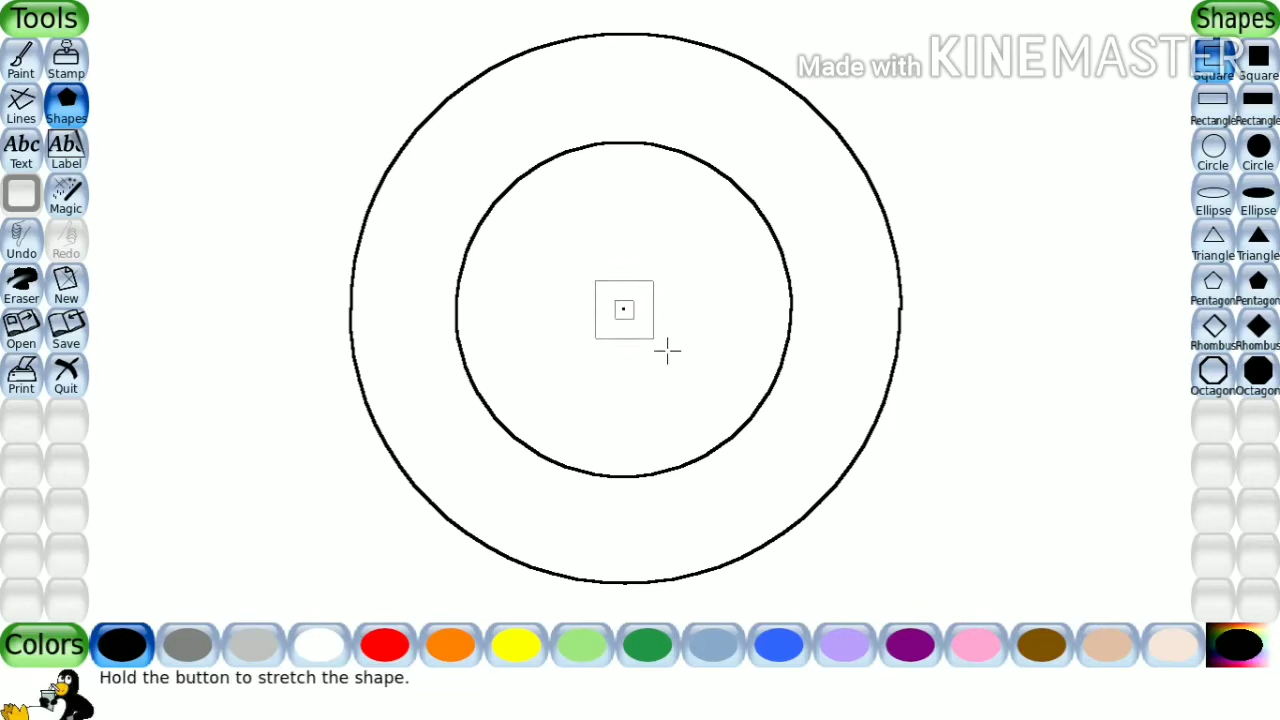 Tools
Shapes
Made with KINEMASTER
Paint
Stamp
Square
Square
Lines
Shapes
Rectangle
Rectangle
Abc
Abc
Text
Label
Circle
Circle
Magic
Ellipse
Ellipse
Undo
Redo
Triangle
Triangle
Eraser
New
Pentagon
Pentagon
Open
Save
Rhombus
Rhombus
Print
Quit
Octagon
Octagon
Colors
Hold the button to stretch the shape.